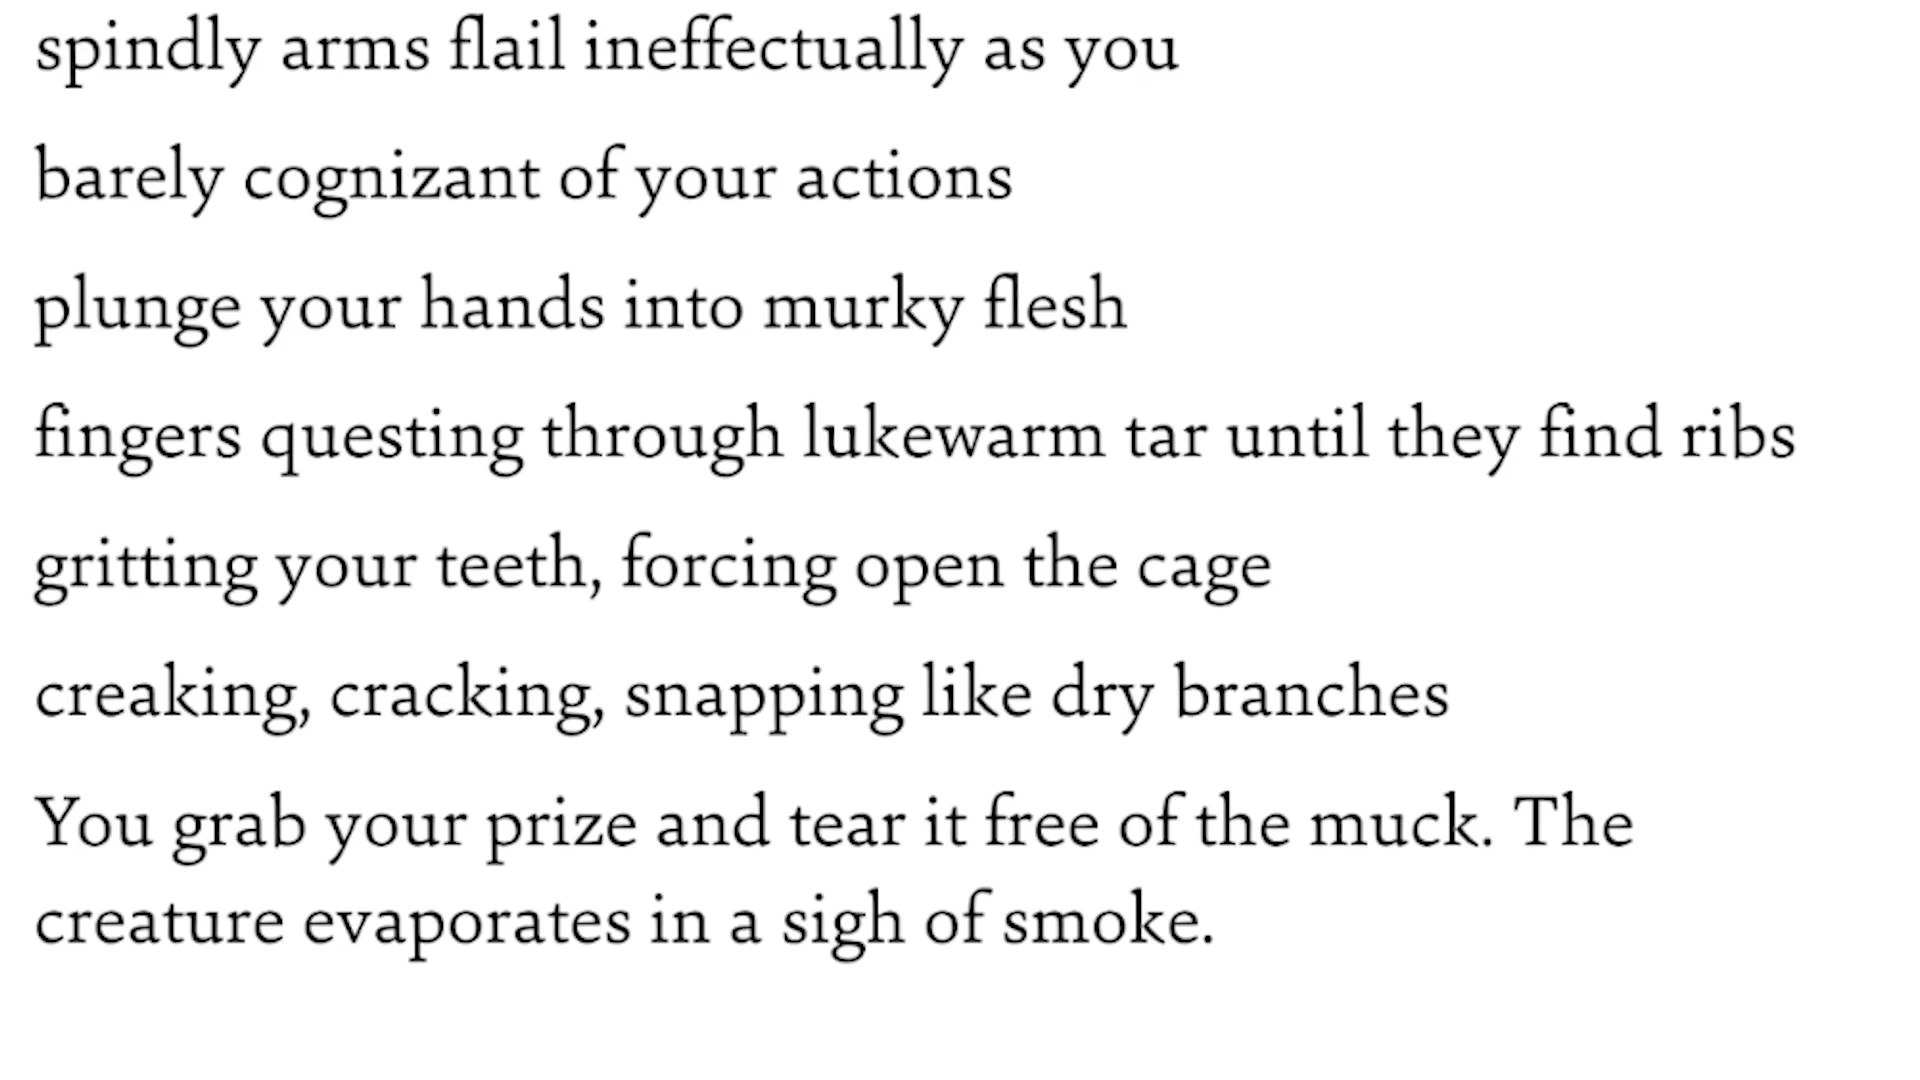 spindly arms flail ineffectually as you
barely cognizant of your actions
plunge your hands into murky flesh
fingers questing through lukewarm tar until they find ribs
gritting your teeth, forcing open the cage
creaking, cracking, snapping like dry branches
You grab your prize and tear it free of the muck. The
creature evaporates in a sigh of smoke.